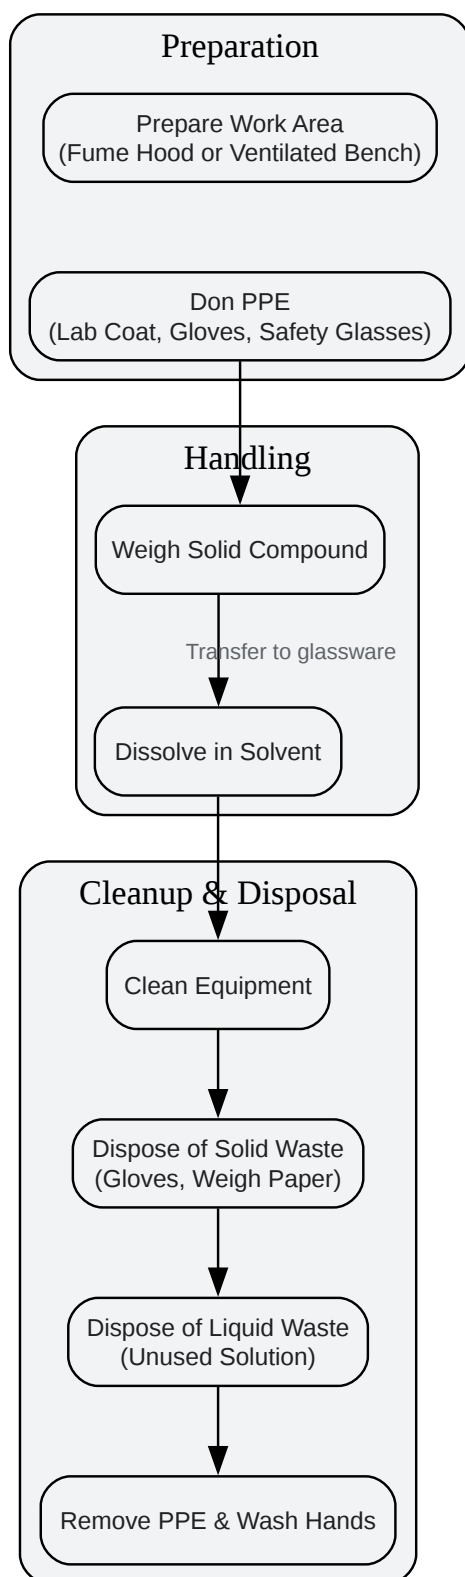 Preparation
Prepare Work Area
(Fume Hood or Ventilated Bench)
Don PPE
(Lab Coat, Gloves, Safety Glasses)
Handling
Weigh Solid Compound
Transfer to glassware
Dissolve in Solvent
Cleanup & Disposal
Clean Equipment
Dispose of Solid Waste
(Gloves, Weigh Paper)
Dispose of Liquid Waste
(Unused Solution)
Remove PPE & Wash Hands